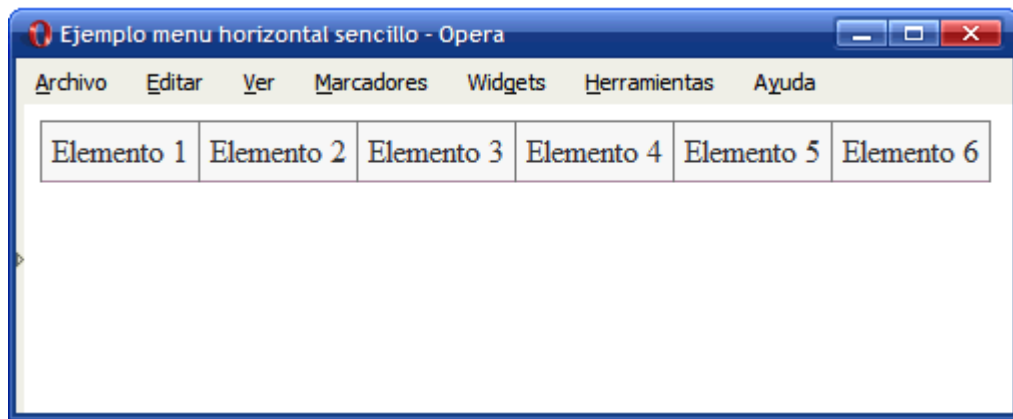 Ejemplo menu horizontal sencillo - Opera
Archivo Editar Ver Marcadores Widgets Herramientas Ayuda
Elemento 1 Elemento 2 Elemento 3 Elemento 4 Elemento 5 Elemento 6